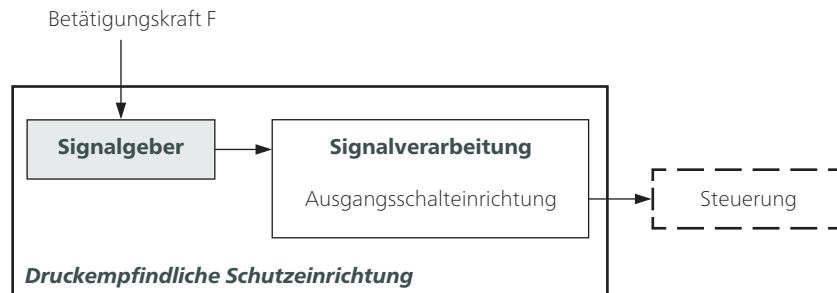 Betätigungskraft F
Signalgeber
Signalverarbeitung
Ausgangsschalteinrichtung
Steuerung
Druckempfindliche Schutzeinrichtung